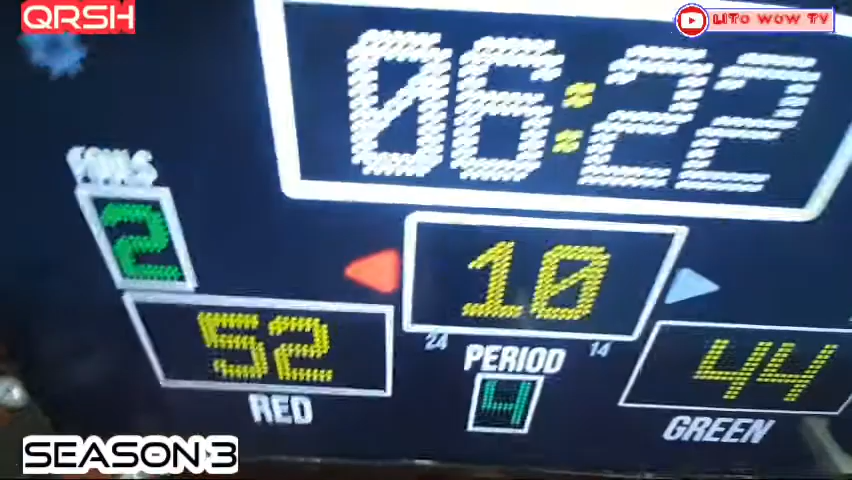 QRSH
LITO WOW TV
06:22
FOULS
2
10
24
14
52
44
PERIOD
4
RED
GREEN
SEASON 3